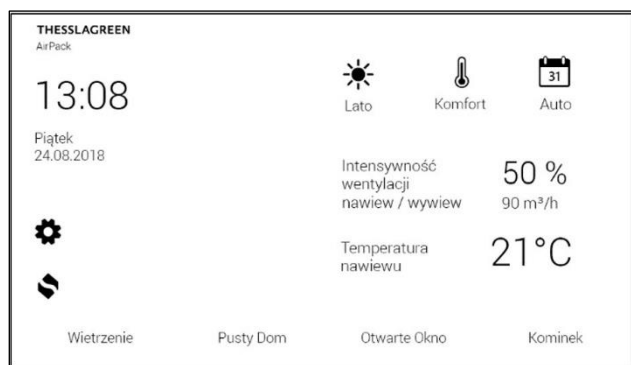 THESSLAGREEN
AirPack
13:08
Piątek
24.08.2018
31
Lato
Komfort
Auto
Intensywność
wentylacji
nawiew / wywiew
50 %
90 m³/h
Temperatura
nawiewu
21°C
Wietrzenie
Pusty Dom
Otwarte Okno
Kominek